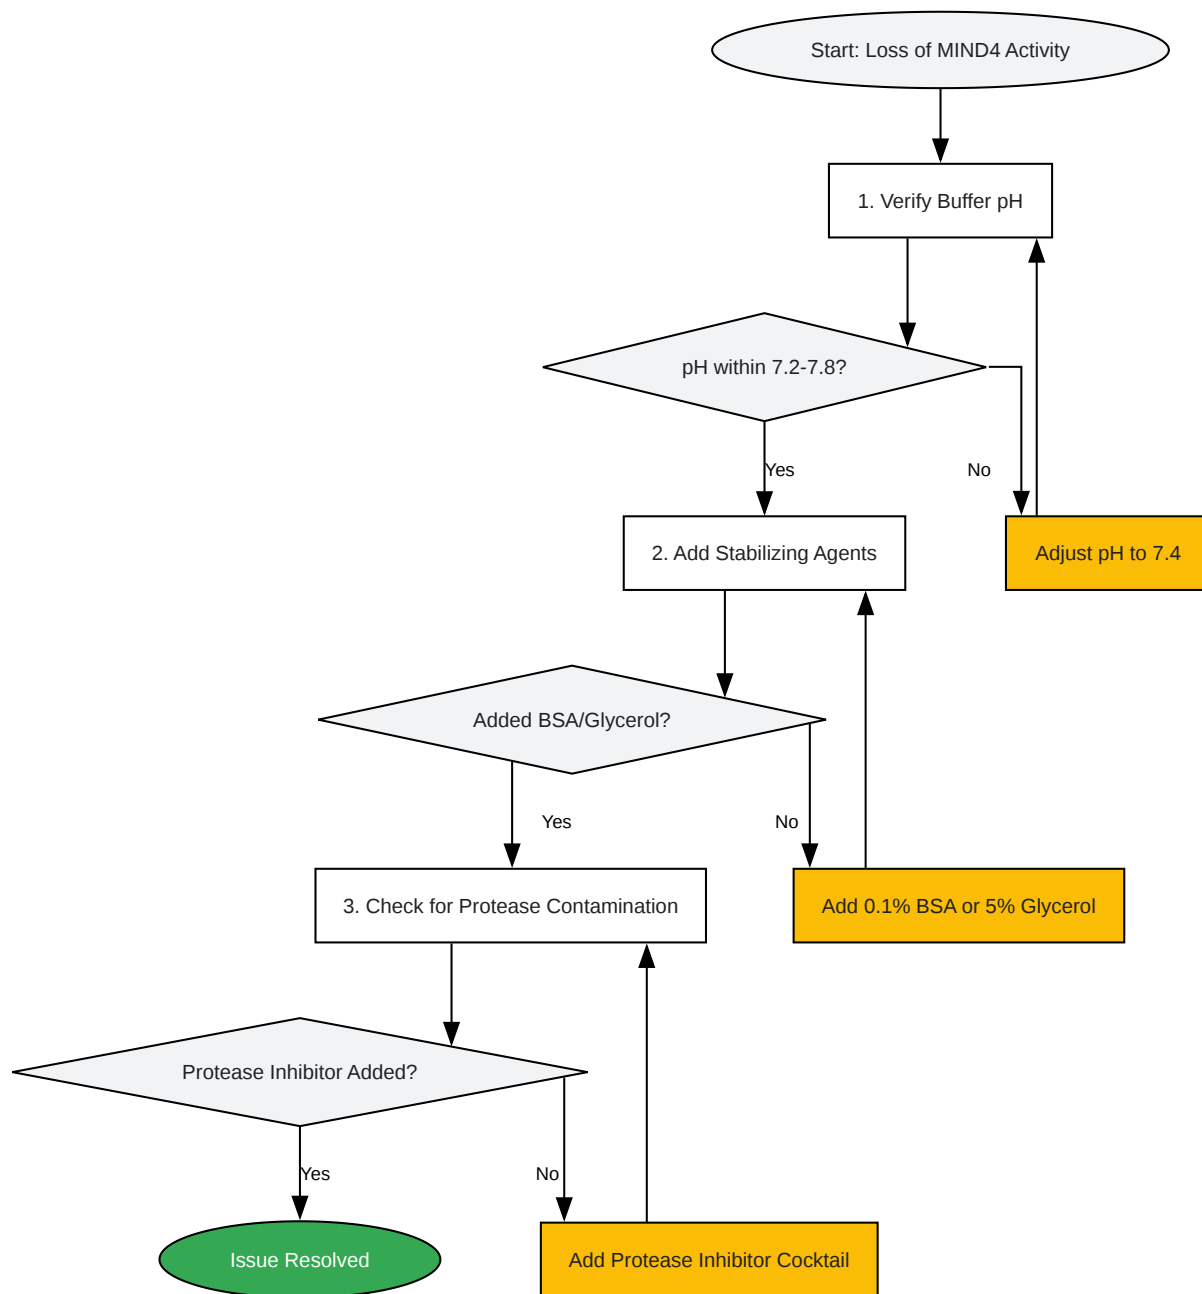 Start: Loss of MIND4 Activity
1. Verify Buffer pH
pH within 7.2-7.8?
Yes
No
2. Add Stabilizing Agents
Adjust pH to 7.4
Added BSA/Glycerol?
Yes
No
3. Check for Protease Contamination
Add 0.1% BSA or 5% Glycerol
Protease Inhibitor Added?
Yes
No
Issue Resolved
Add Protease Inhibitor Cocktail